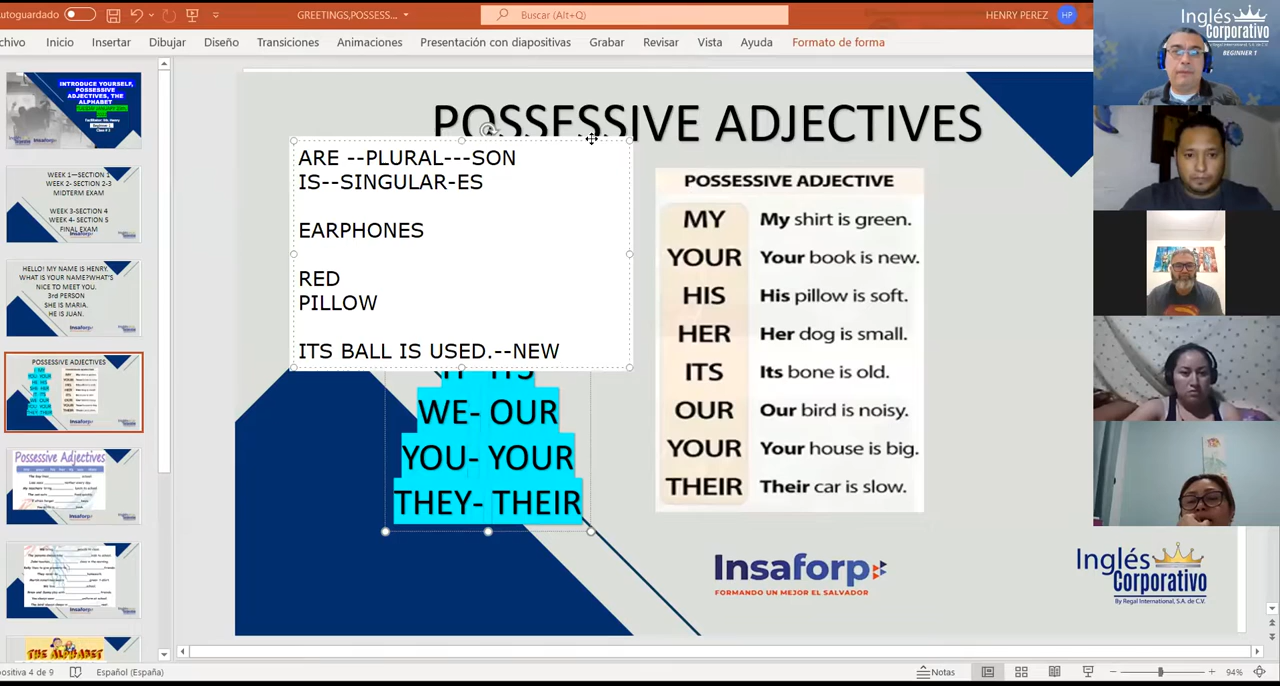 utoguardado
GREETINGS,POSSESS...
Buscar (Alt+Q)
HENRY PEREZ
HP
chivo
Inicio
Insertar
Dibujar
Diseño
Transiciones
Animaciones
Presentación con diapositivas
Grabar
Revisar
Vista
Ayuda
Formato de forma
Inglés
Corporativo
BEGINNER 1
INTRODUCE YOURSELF,
POSSESSIVE
ADJECTIVES, THE
ALPHABET
WEEK 1—SECTION 1
WEEK 2- SECTION 2-3
MIDTERM EXAM
WEEK 3-SECTION 4
WEEK 4- SECTION 5
FINAL EXAM
HELLO! MY NAME IS HENRY.
WHAT IS YOUR NAME?WHAT'S
NICE TO MEET YOU.
3rd PERSON
SHE IS MARIA.
HE IS JUAN.
POSSESSIVE ADJECTIVES
Possessive Adjectives
THE ALPHABET
POSSESSIVE ADJECTIVES
ARE --PLURAL---SON
IS--SINGULAR-ES
EARPHONES
RED
PILLOW
ITS BALL IS USED.--NEW
WE- OUR
YOU- YOUR
THEY- THEIR
POSSESSIVE ADJECTIVE
MY My shirt is green.
YOUR Your book is new.
HIS His pillow is soft.
HER Her dog is small.
ITS Its bone is old.
OUR Our bird is noisy.
YOUR Your house is big.
THEIR Their car is slow.
Insaforp
FORMANDO UN MEJOR EL SALVADOR
Inglés
Corporativo
By Regal International, S.A. de C.V.
positiva 4 de 9
Español (España)
Notas
94%